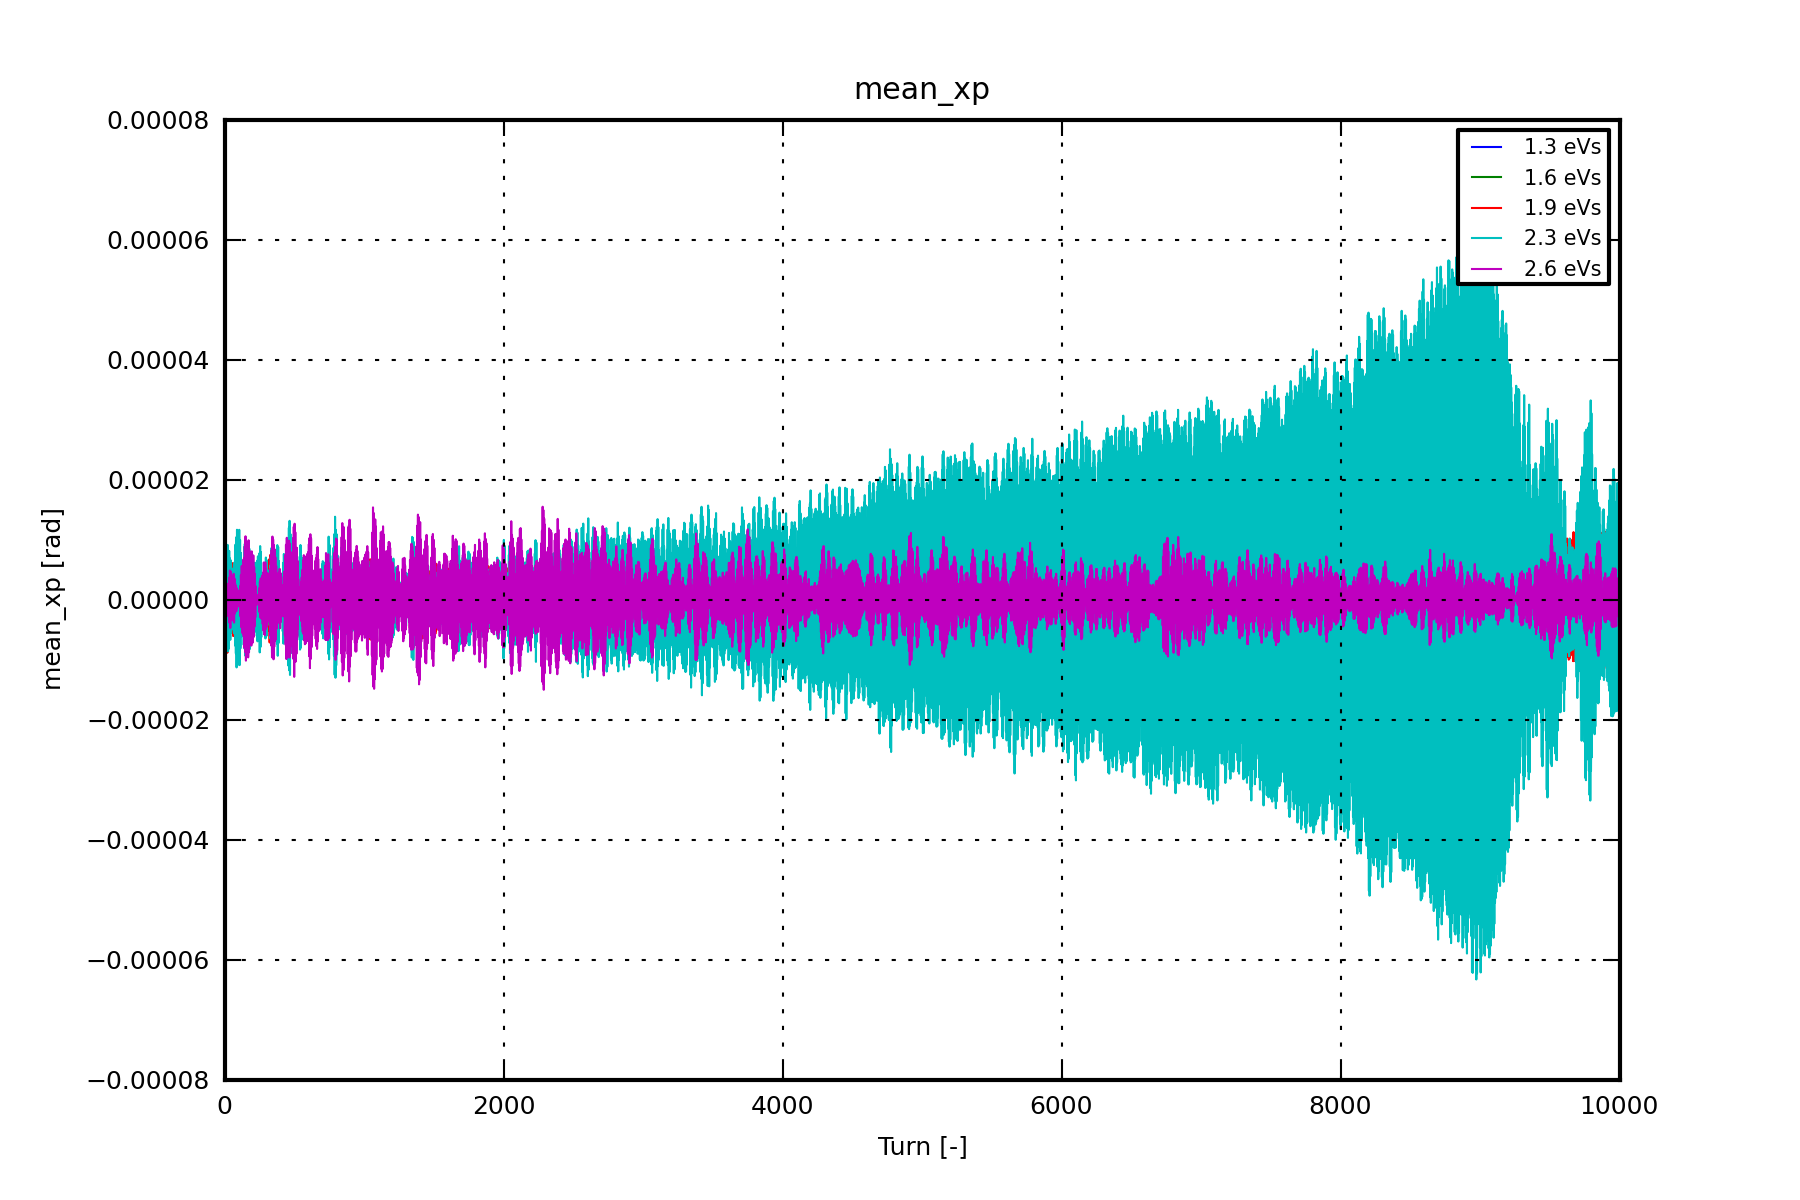 mean_xp
0.00008
0.00006
0.00004
0.00002
0.00000
−0.00002
−0.00004
−0.00006
−0.00008
mean_xp [rad]
1.3 eVs
1.6 eVs
1.9 eVs
2.3 eVs
2.6 eVs
0 2000 4000 6000 8000 10000
Turn [-]